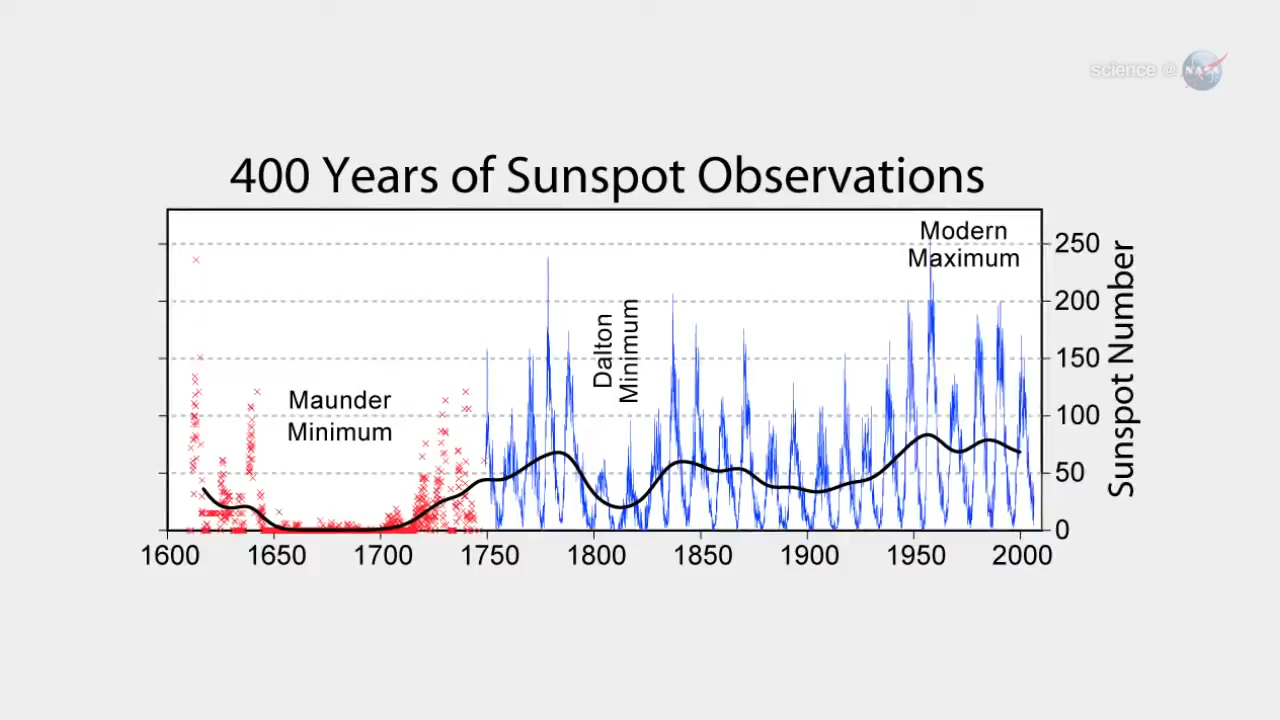 science @ NASA
400 Years of Sunspot Observations
Modern
Maximum
Maunder
Minimum
Dalton
Minimum
250
200
150
100
50
0
Sunspot Number
1600 1650 1700 1750 1800 1850 1900 1950 2000